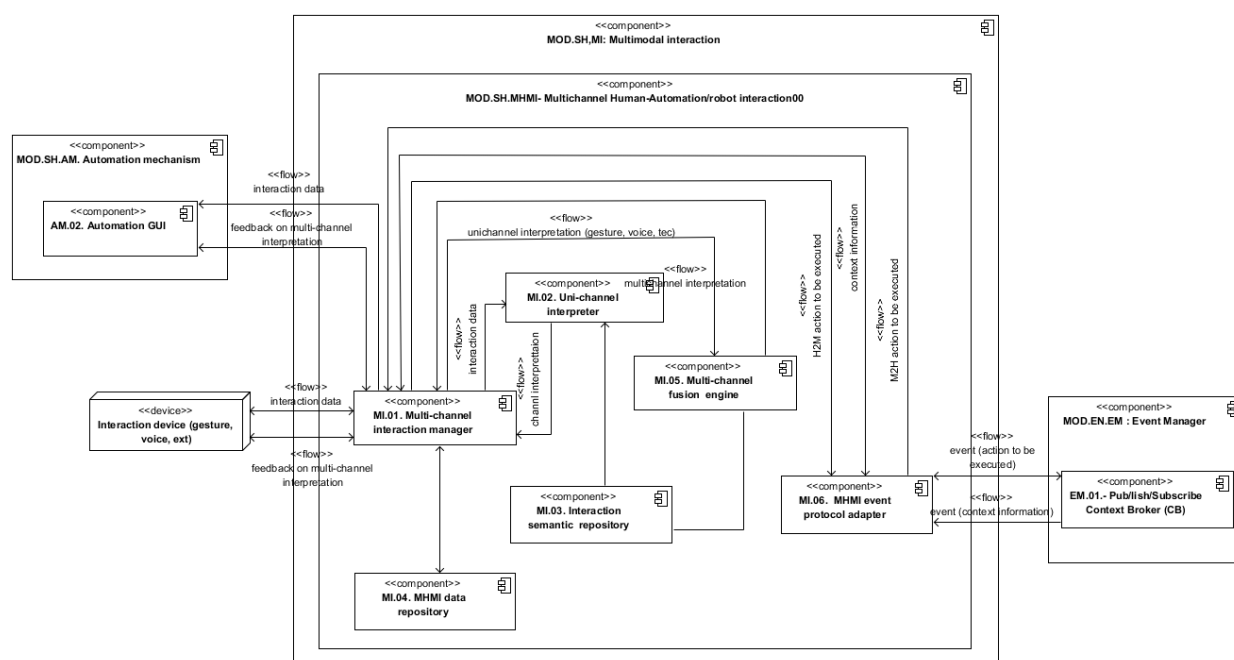 <<component>>
MOD.SH,MI: Multimodal interaction
<<component>>
MOD.SH.MHMI- Multichannel Human-Automation/robot interaction00
<<component>>
MOD.SH.AM. Automation mechanism
<<component>>
AM.02. Automation GUI
<<flow>>
interaction data
<<flow>>
feedback on multi-channel
interpretation
<<flow>>
unichannel interpretation (gesture, voice, tec)
<<flow>>
multichannel interpretation
<<component>>
MI.02. Uni-channel
interpreter
<<flow>>
interaction data
<<flow>>
channl interprettaion
<<flow>>
H2M action to be executed
<<flow>>
context information
<<flow>>
M2H action to be executed
<<component>>
MI.05. Multi-channel
fusion engine
<<device>>
Interaction device (gesture,
voice, ext)
<<flow>>
interaction data
<<flow>>
feedback on multi-channel
interpretation
<<component>>
MI.01. Multi-channel
interaction manager
<<component>>
MI.03. Interaction
semantic repository
<<component>>
MI.04. MHMI data
repository
<<component>>
MI.06. MHMI event
protocol adapter
<<flow>>
event (action to be
executed)
<<flow>>
event (context information)
<<component>>
MOD.EN.EM : Event Manager
<<component>>
EM.01.- Pub/lish/Subscribe
Context Broker (CB)